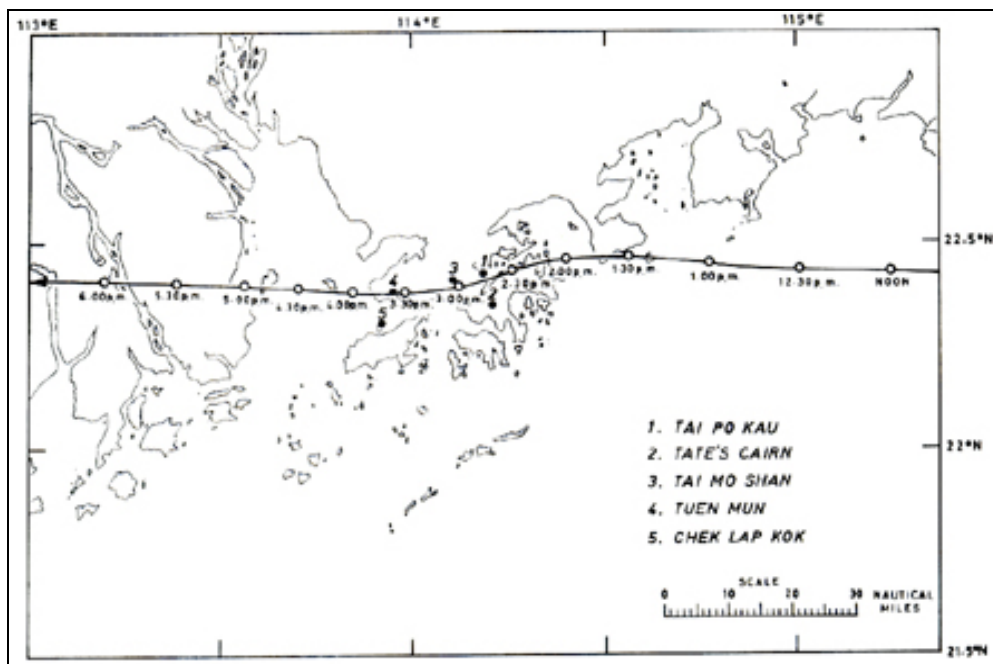 113°E 114°E 115°E
22.5°N
6.00p.m. 5.30p.m. 5.00p.m. 4.30p.m. 4.00p.m. 3.30p.m. 3.00p.m. 2.30p.m. 2.00p.m. 1.30p.m. 1.00p.m. 12.30p.m. NOON
1
2
3
4
5
22°N
1. TAI PO KAU
2. TATE'S CAIRN
3. TAI MO SHAN
4. TUEN MUN
5. CHEK LAP KOK
SCALE
0 10 20 30 NAUTICAL
MILES
21.5°N